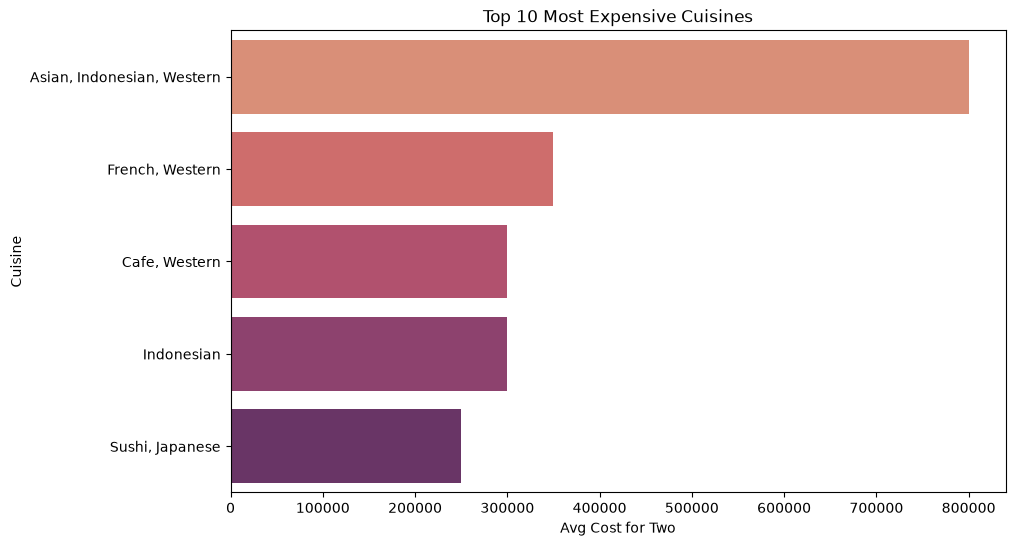 Top 10 Most Expensive Cuisines
Cuisine
Asian, Indonesian, Western
French, Western
Cafe, Western
Indonesian
Sushi, Japanese
0 100000 200000 300000 400000 500000 600000 700000 800000
Avg Cost for Two